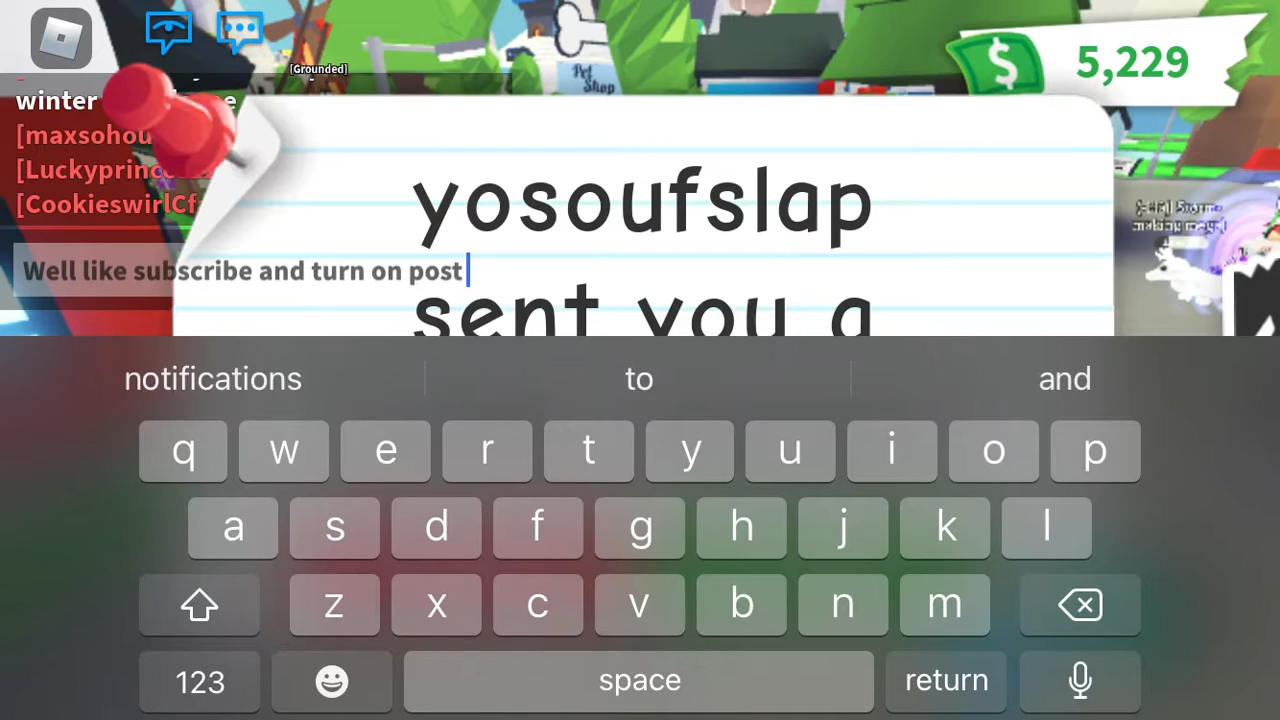 [Grounded]
Pet
Shop
5,229
winter
[maxsohou
[Luckyprinc
[CookieswirlCf
yosoufslap
Well like subscribe and turn on post
sent you a
notifications to and
q w e r t y u i o p
a s d f g h j k l
z x c v b n m
123 space return